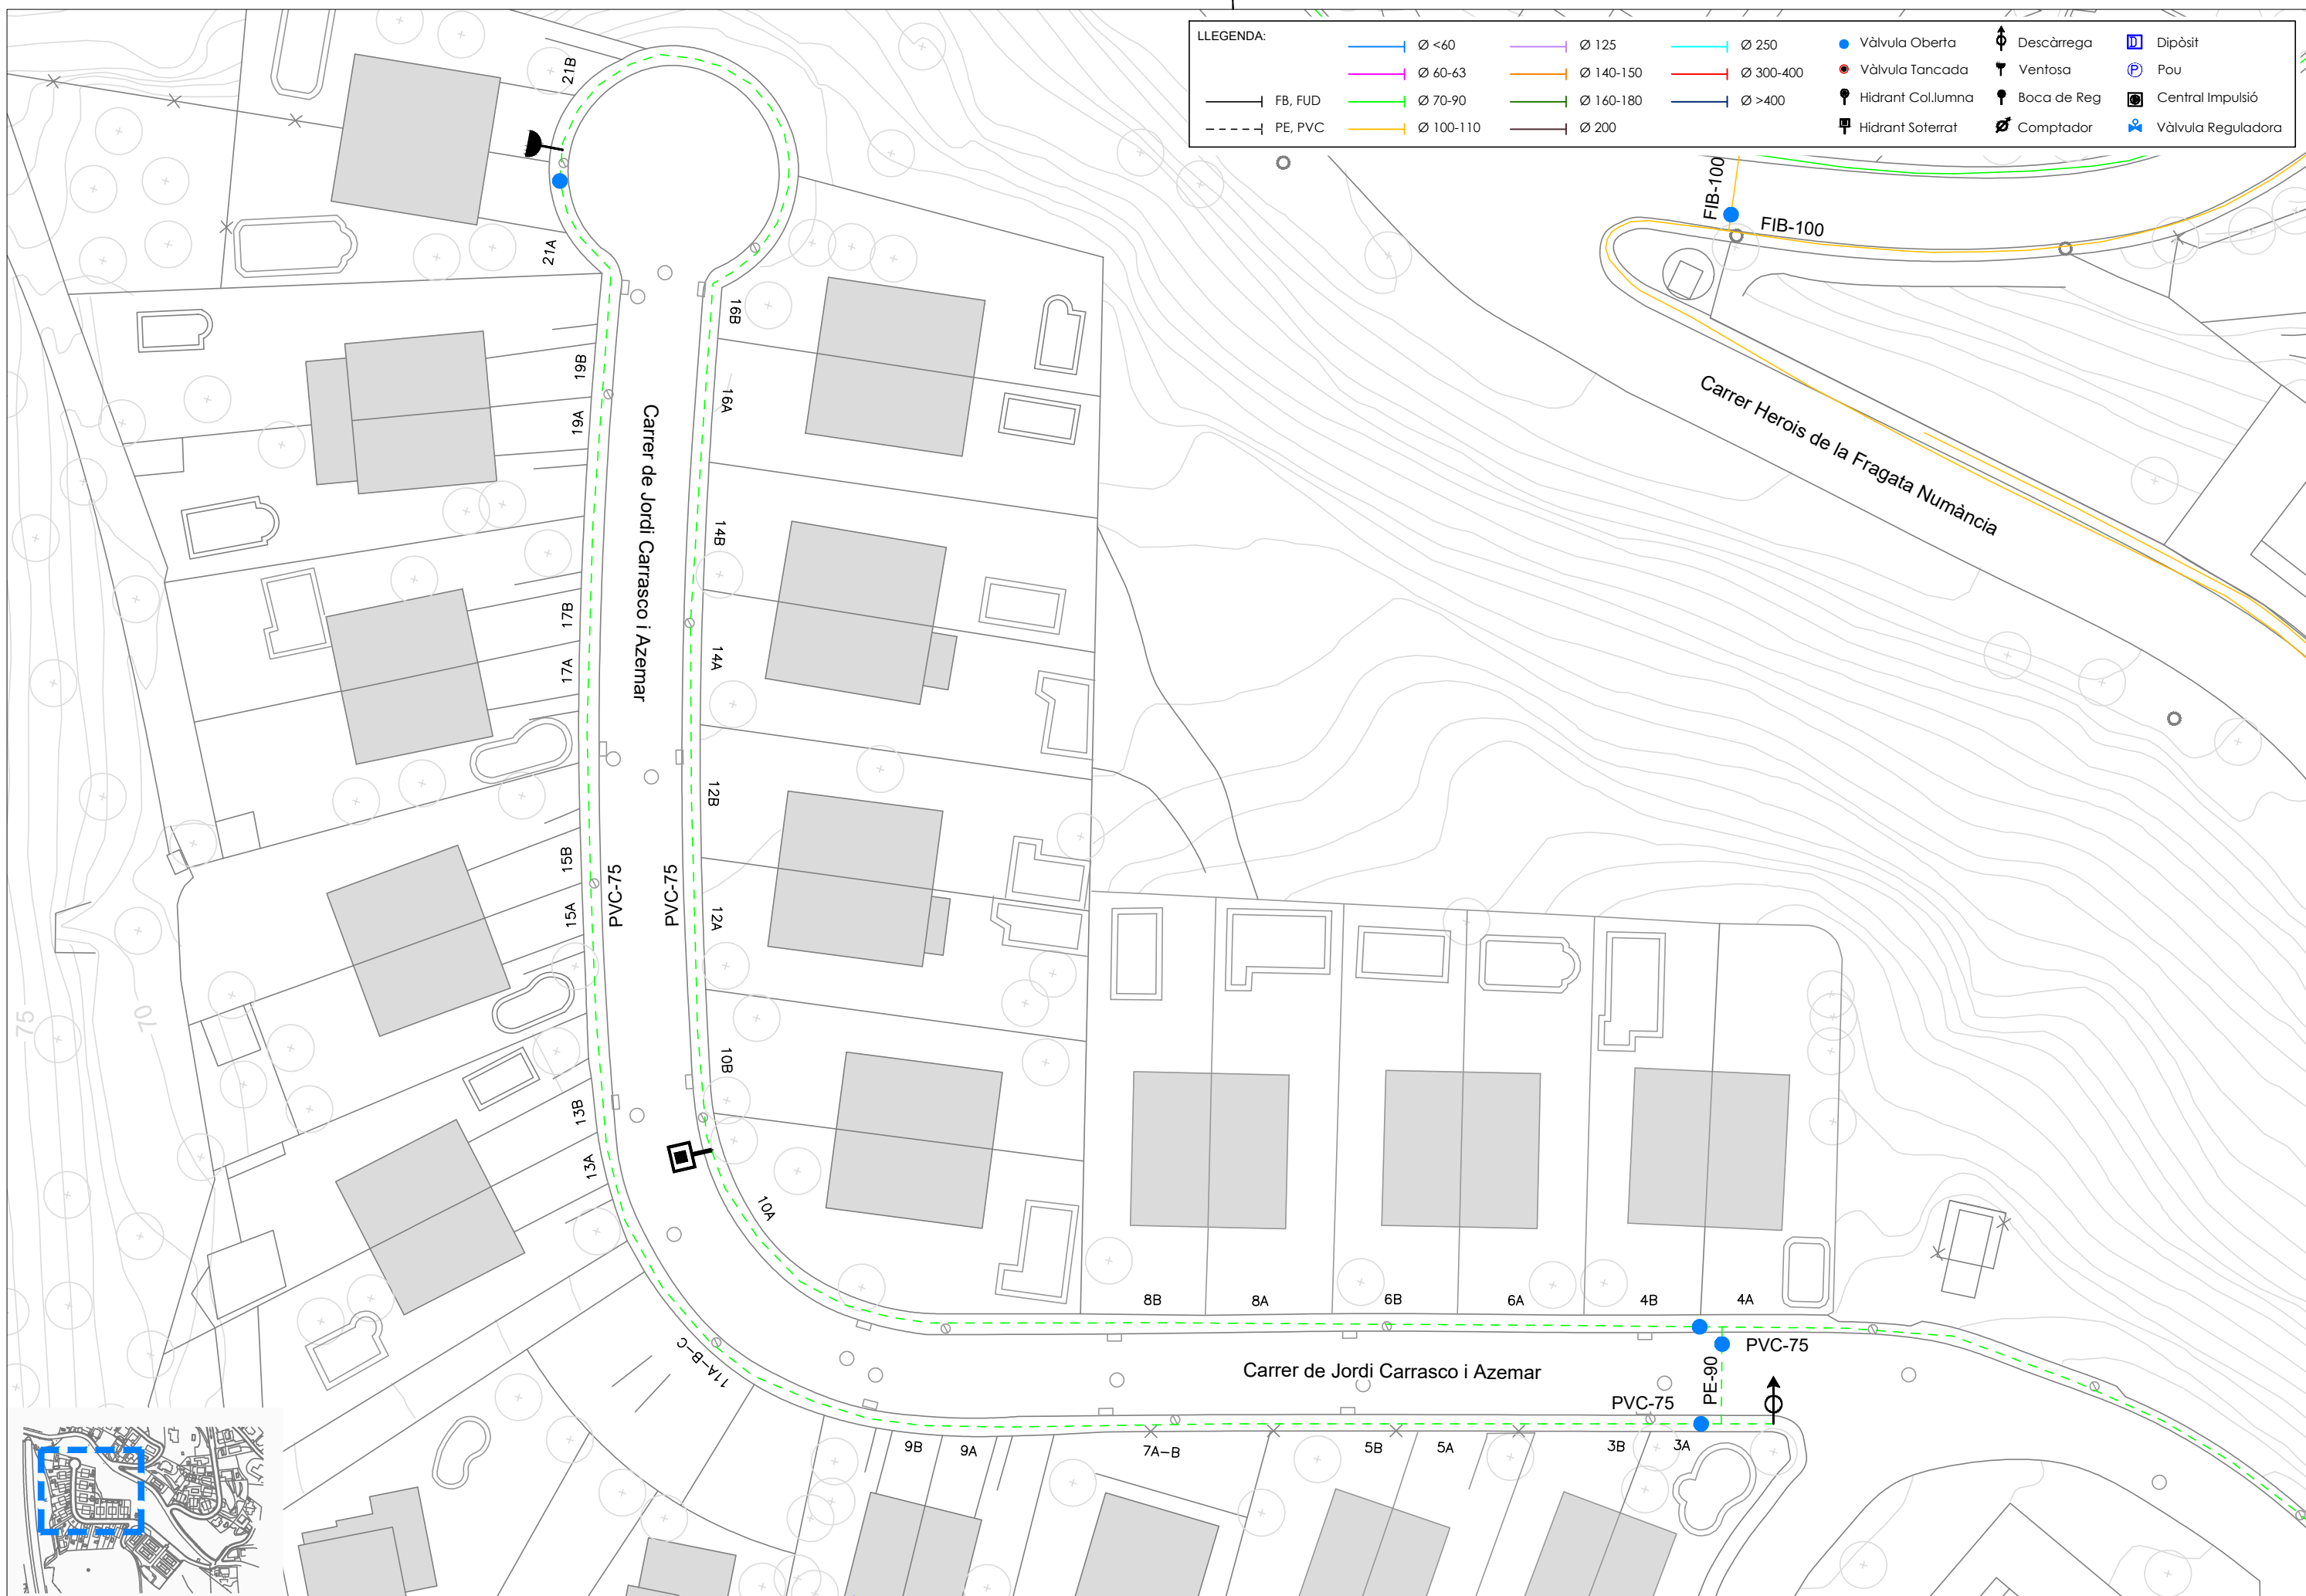 LLEGENDA:
FB, FUD
PE, PVC
Ø <60
Ø 60-63
Ø 70-90
Ø 100-110
Ø 125
Ø 140-150
Ø 160-180
Ø 200
Ø 250
Ø 300-400
Ø >400
Vàlvula Oberta
Vàlvula Tancada
Hidrant Col.lumna
Hidrant Soterrat
Descàrrega
Ventosa
Boca de Reg
Comptador
D Dipòsit
P Pou
Central Impulsió
Vàlvula Reguladora
21B
21A
FIB-100
FIB-100
Carrer Herois de la Fragata Numància
16B
16A
19B
19A
Carrer de Jordi Carrasco i Azemar
14B
14A
17B
17A
12B
12A
15B
15A
PVC-75
PVC-75
75
70
10B
10A
13B
13A
11A-B-C
8B
8A
6B
6A
4B
4A
PVC-75
Carrer de Jordi Carrasco i Azemar
PE-90
PVC-75
9B
9A
7A-B
5B
5A
3B
3A